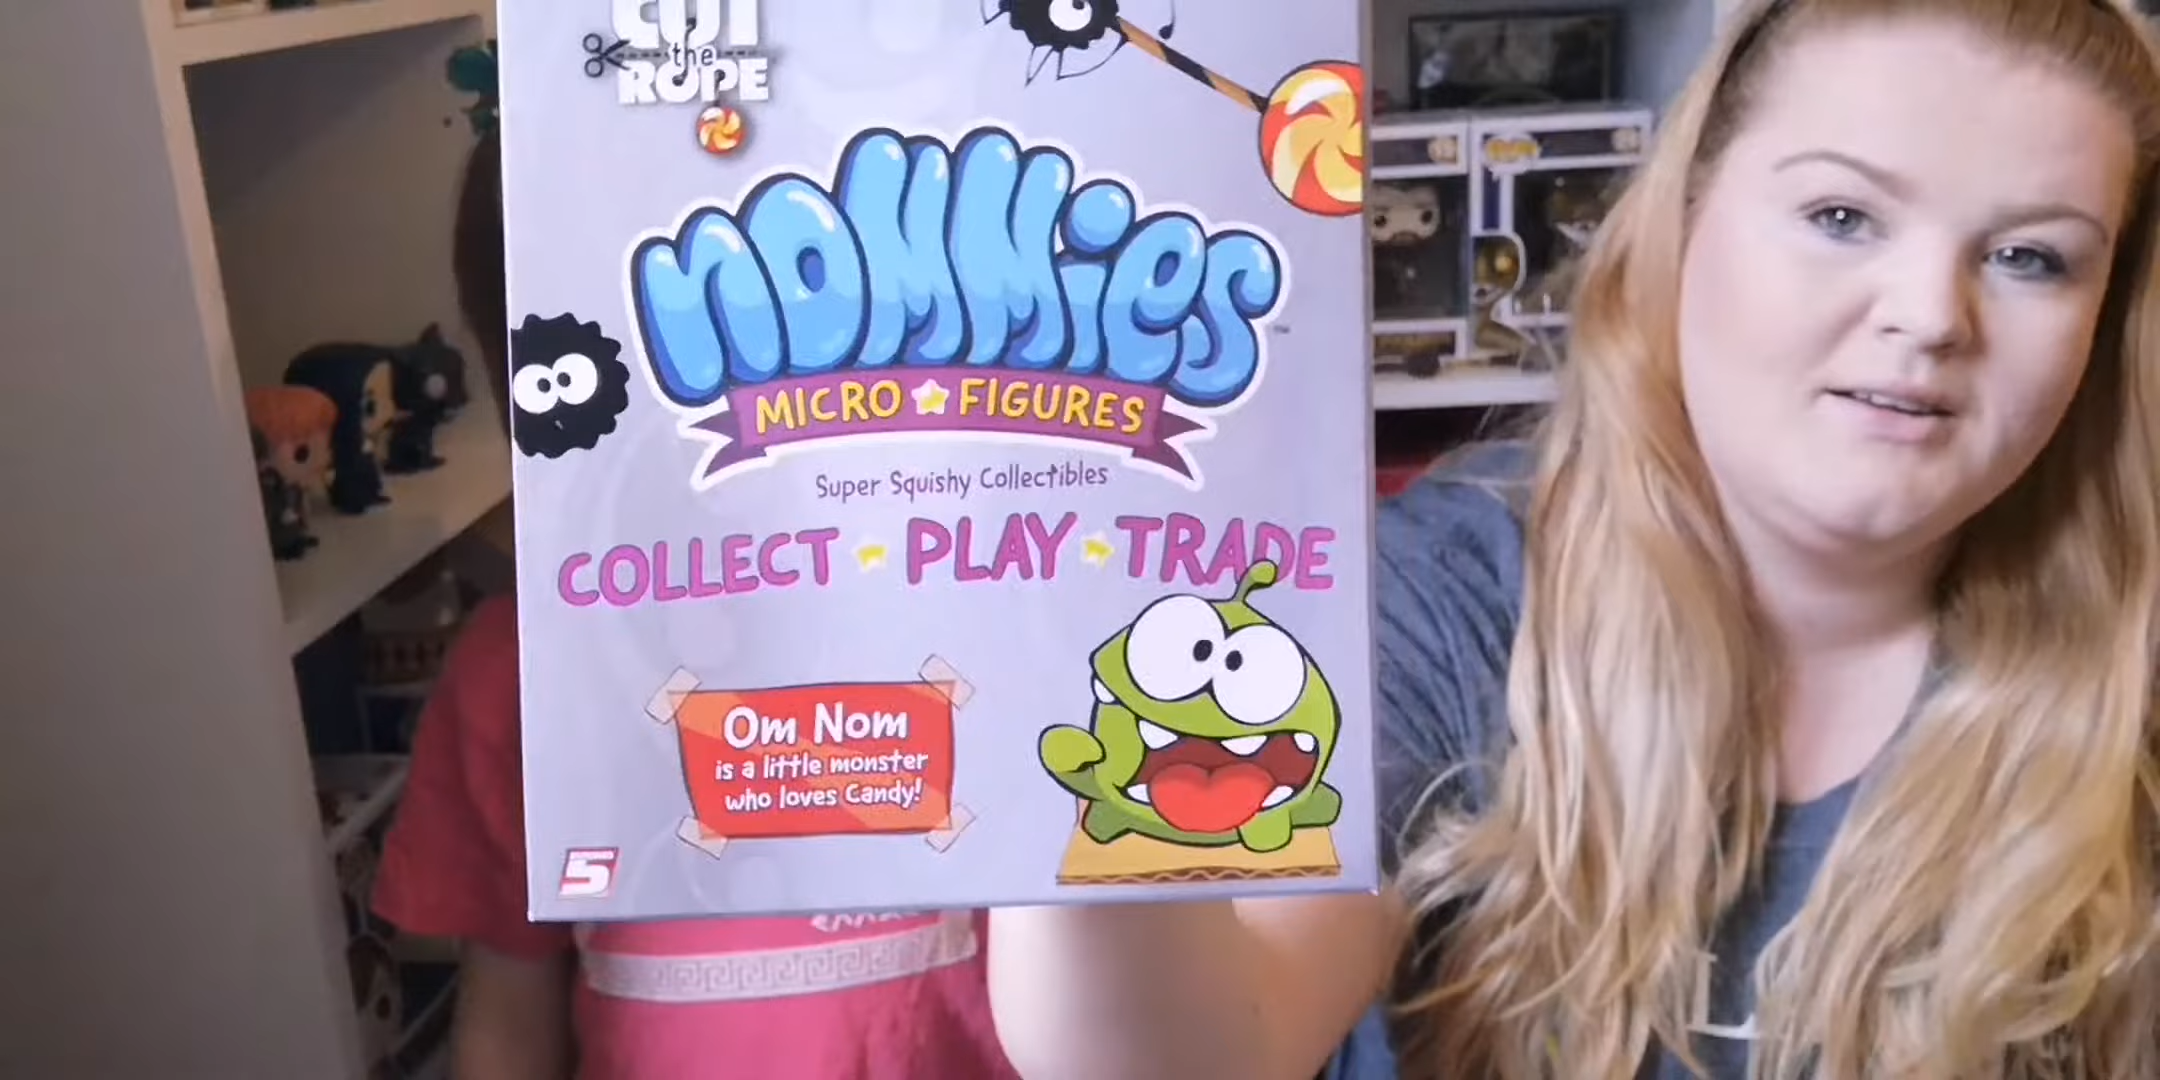 CUT
the
ROPE
NOMMIES
™
MICRO FIGURES
Super Squishy Collectibles
COLLECT PLAY TRADE
Om Nom
is a little monster
who loves Candy!
5